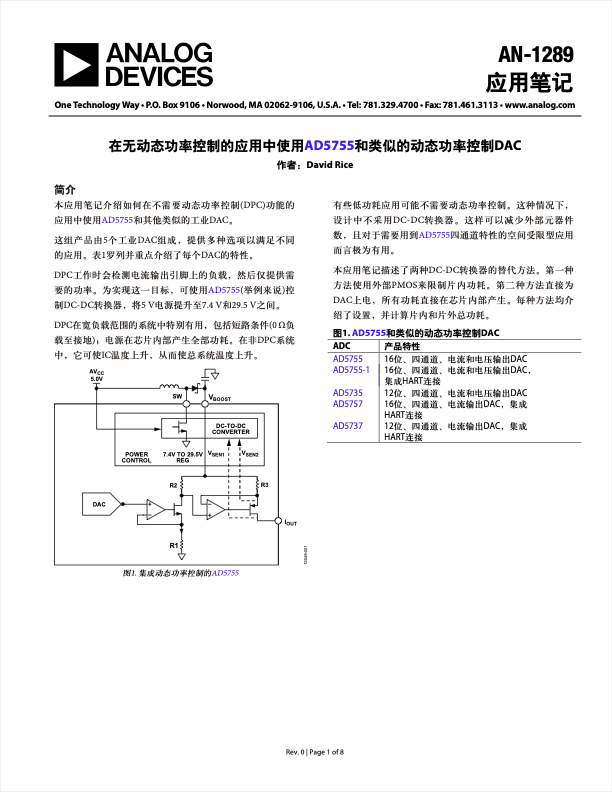 ANALOG
DEVICES
AN-1289
应用笔记
One Technology Way • P.O. Box 9106 • Norwood, MA 02062-9106, U.S.A. • Tel: 781.329.4700 • Fax: 781.461.3113 • www.analog.com
在无动态功率控制的应用中使用AD5755和类似的动态功率控制DAC
作者：David Rice
简介
本应用笔记介绍如何在不需要动态功率控制(DPC)功能的
应用中使用AD5755和其他类似的工业DAC。
这组产品由5个工业DAC组成，提供多种选项以满足不同
的应用。表1罗列并重点介绍了每个DAC的特性。
DPC工作时会检测电流输出引脚上的负载，然后仅提供需
要的功率。为实现这一目标，可使用AD5755(举例来说)控
制DC-DC转换器，将5 V电源提升至7.4 V和29.5 V之间。
DPC在宽负载范围的系统中特别有用，包括短路条件(0 Ω负
载至接地)；电源在芯片内部产生全部功耗。在非DPC系统
中，它可使IC温度上升，从而使总系统温度上升。
AVCC
5.0V
SW
VBOOST
DC-TO-DC
CONVERTER
POWER
CONTROL
7.4V TO 29.5V
REG
VSEN1
VSEN2
R2
R3
DAC
IOUT
R1
图1. 集成动态功率控制的AD5755
有些低功耗应用可能不需要动态功率控制。这种情况下，
设计中不采用DC-DC转换器。这样可以减少外部元器件
数，且对于需要用到AD5755四通道特性的空间受限型应用
而言极为有用。
本应用笔记描述了两种DC-DC转换器的替代方法。第一种
方法使用外部PMOS来限制片内功耗。第二种方法直接为
DAC上电，所有功耗直接在芯片内部产生。每种方法均介
绍了设置，并计算片内和片外总功耗。
图1. AD5755和类似的动态功率控制DAC
ADC 产品特性
AD5755 16位、四通道、电流和电压输出DAC
AD5755-1 16位、四通道、电流和电压输出DAC，
集成HART连接
AD5735 12位、四通道、电流和电压输出DAC
AD5757 16位、四通道、电流输出DAC，集成
HART连接
AD5737 12位、四通道、电流输出DAC，集成
HART连接
Rev. 0 | Page 1 of 8